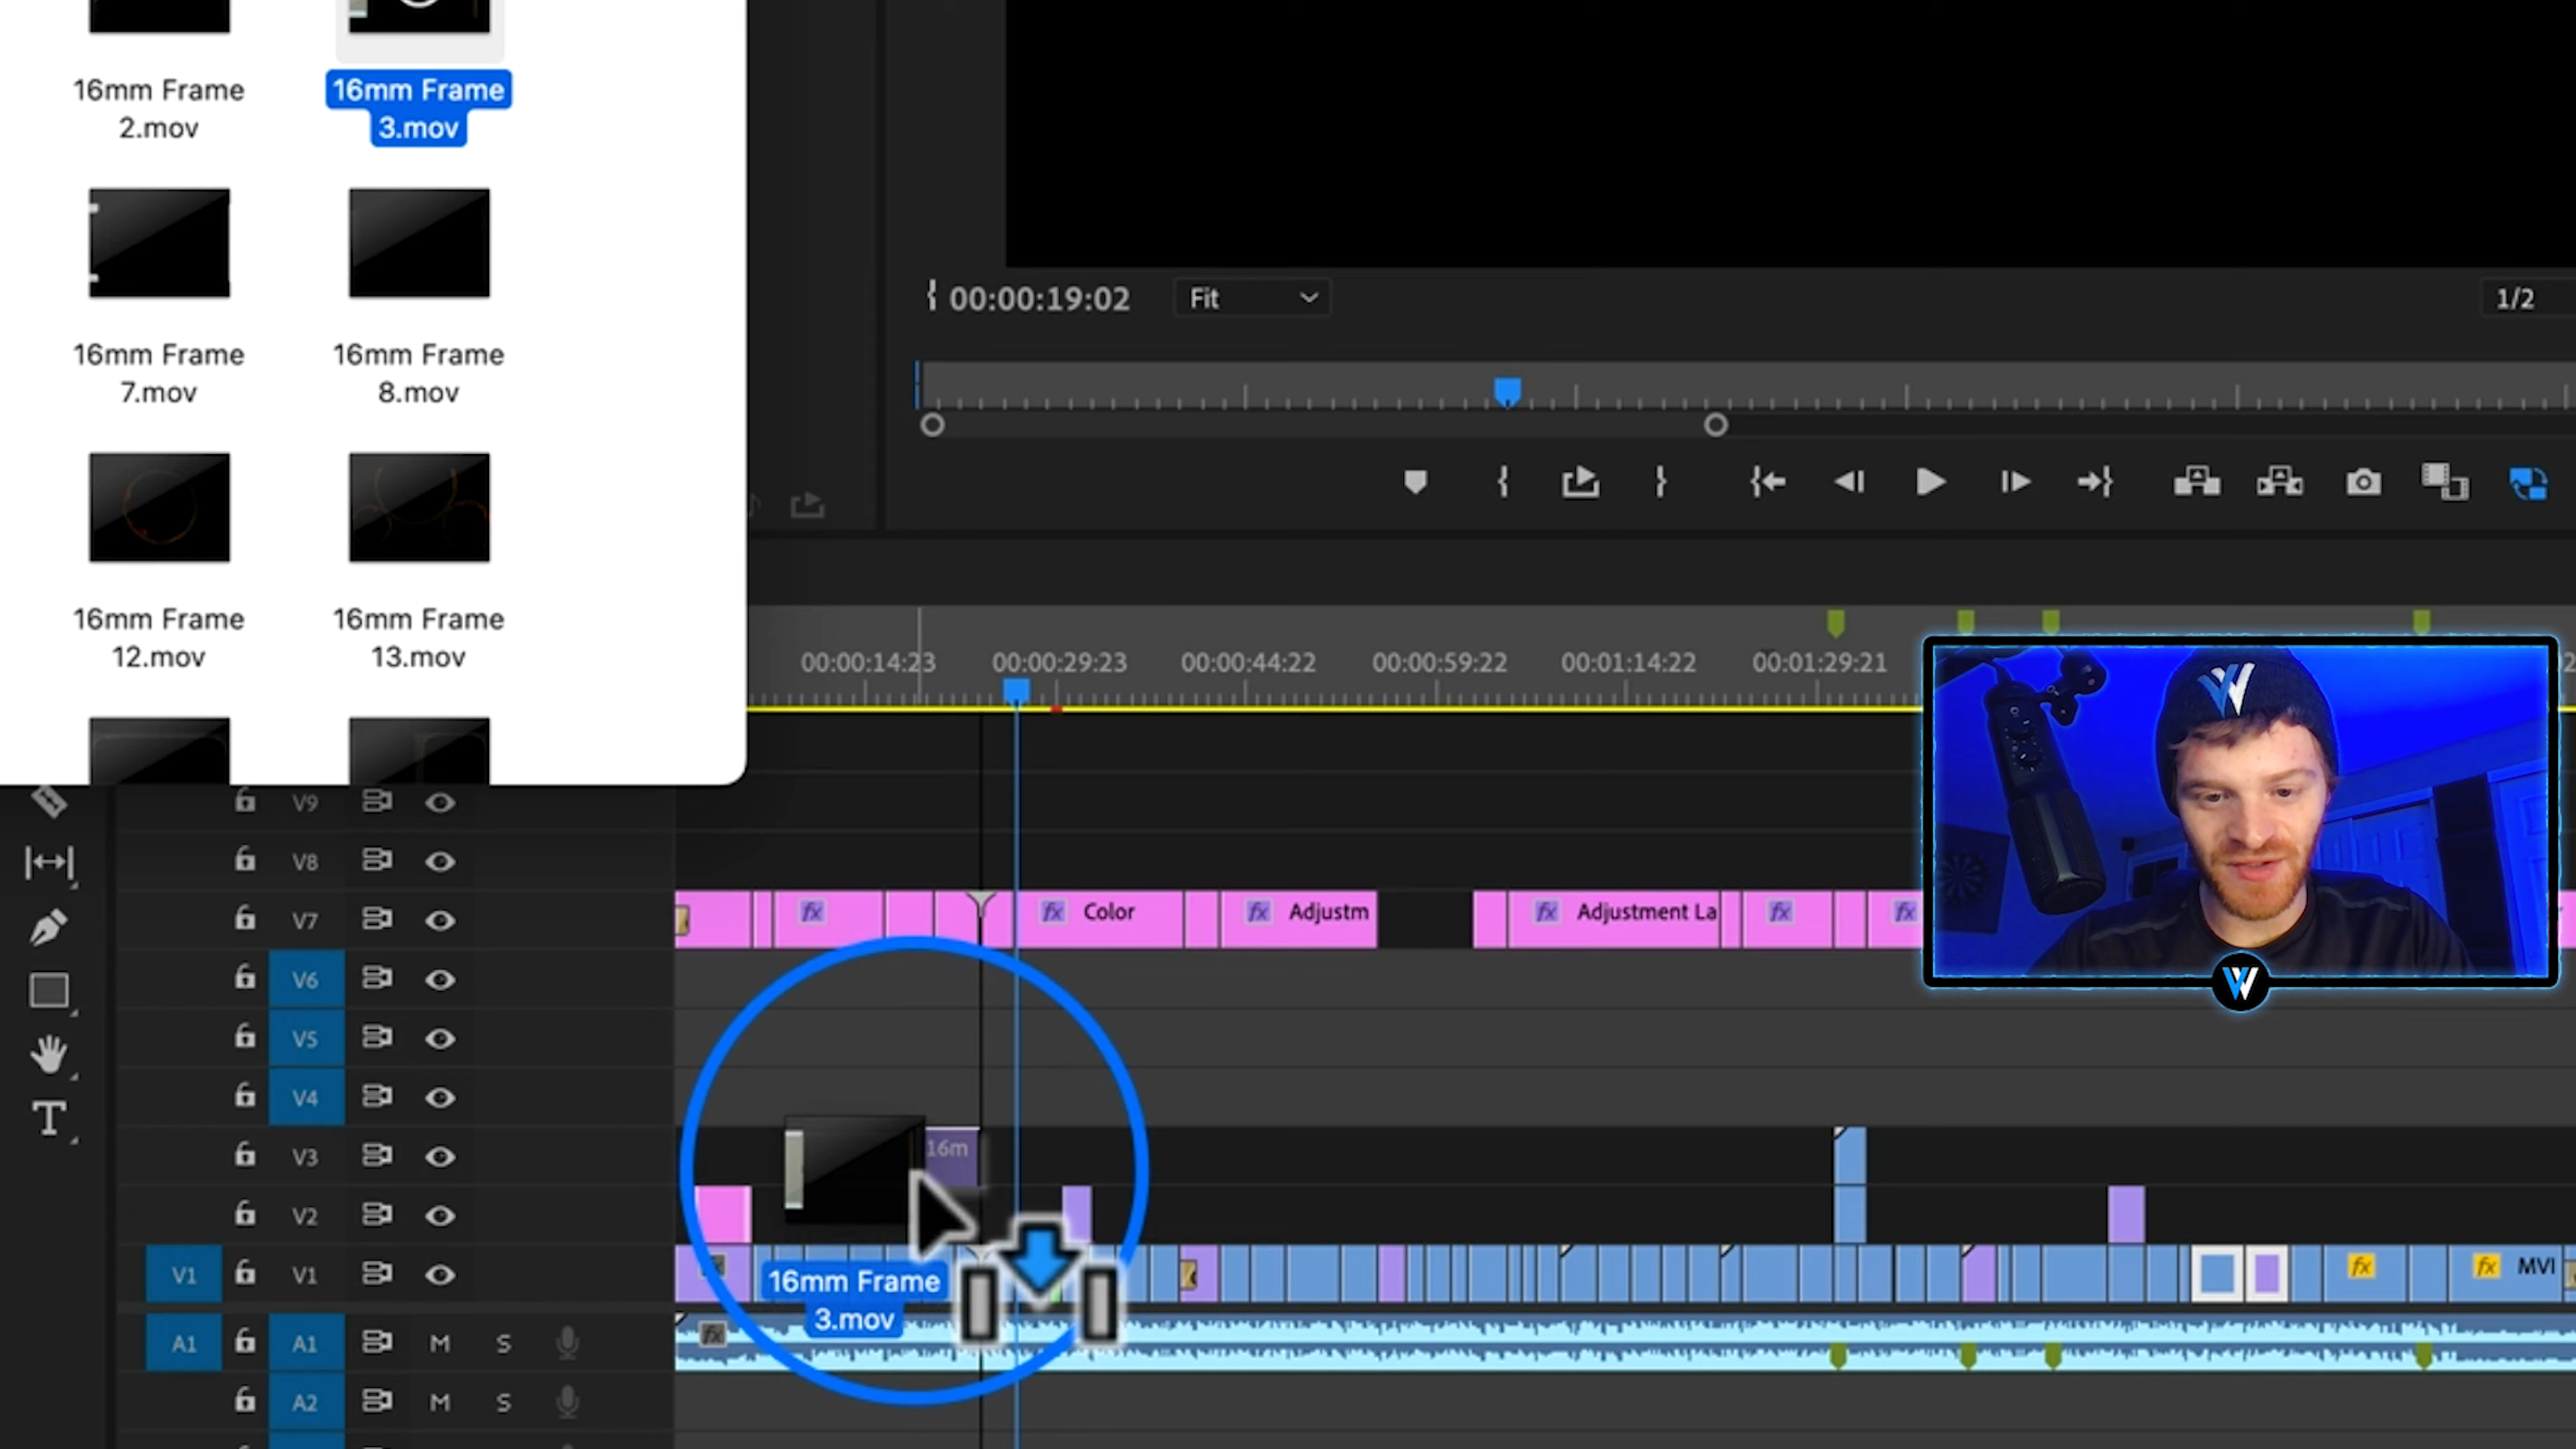 16mm Frame
2.mov
16mm Frame
3.mov
16mm Frame
7.mov
16mm Frame
8.mov
16mm Frame
12.mov
16mm Frame
13.mov
00:00:19:02
Fit
1/2
00:00:14:23
00:00:29:23
00:00:44:22
00:00:59:22
00:01:14:22
00:01:29:21
V9
V8
V7
fx
fx Color
fx Adjustm
fx Adjustment La
fx
fx
V6
V5
V4
V3
16m
V2
V1
V1
fx
fx MVI
16mm Frame
3.mov
A1
A1
M
S
fx
A2
M
S
T